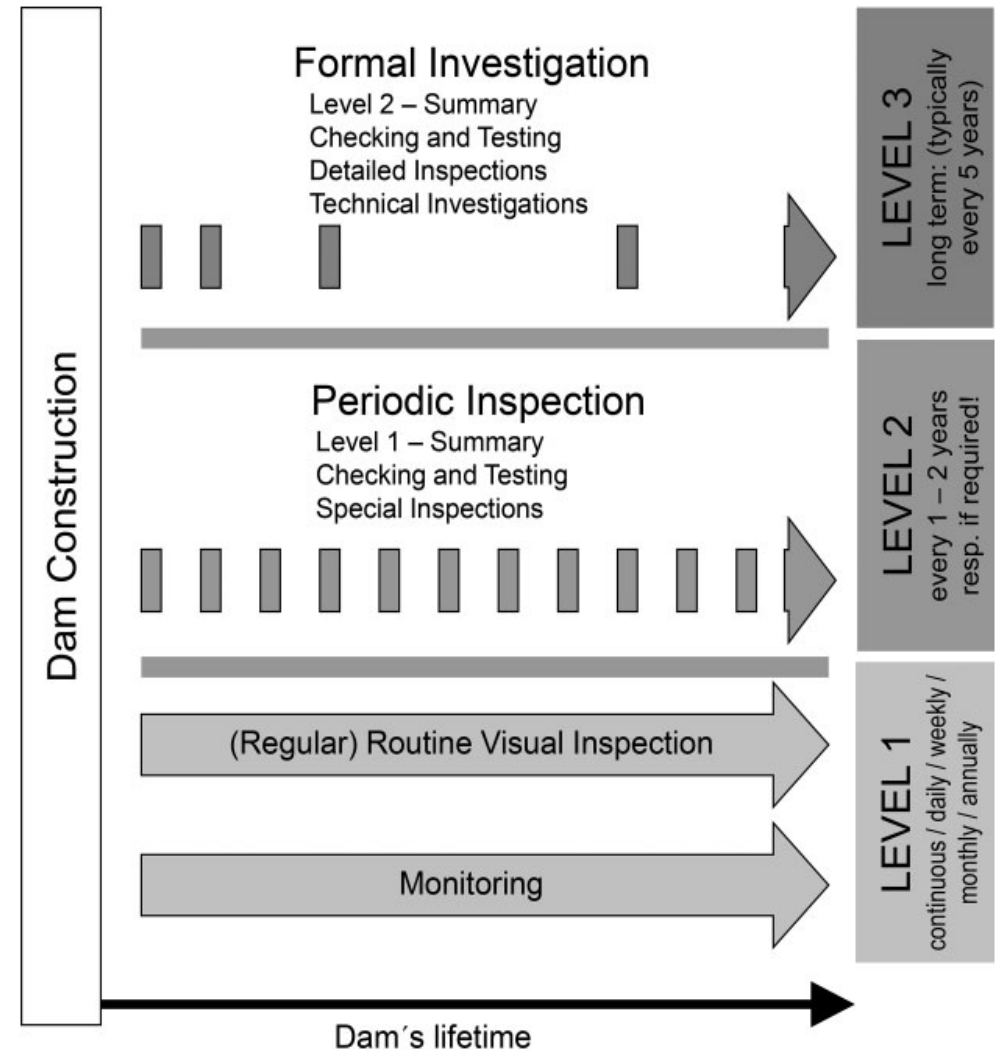 Dam Construction
Formal Investigation
Level 2 – Summary
Checking and Testing
Detailed Inspections
Technical Investigations
LEVEL 3
long term: (typically
every 5 years)
Periodic Inspection
Level 1 – Summary
Checking and Testing
Special Inspections
LEVEL 2
every 1 – 2 years
resp. if required!
(Regular) Routine Visual Inspection
Monitoring
LEVEL 1
continuous / daily / weekly /
monthly / annually
Dam´s lifetime